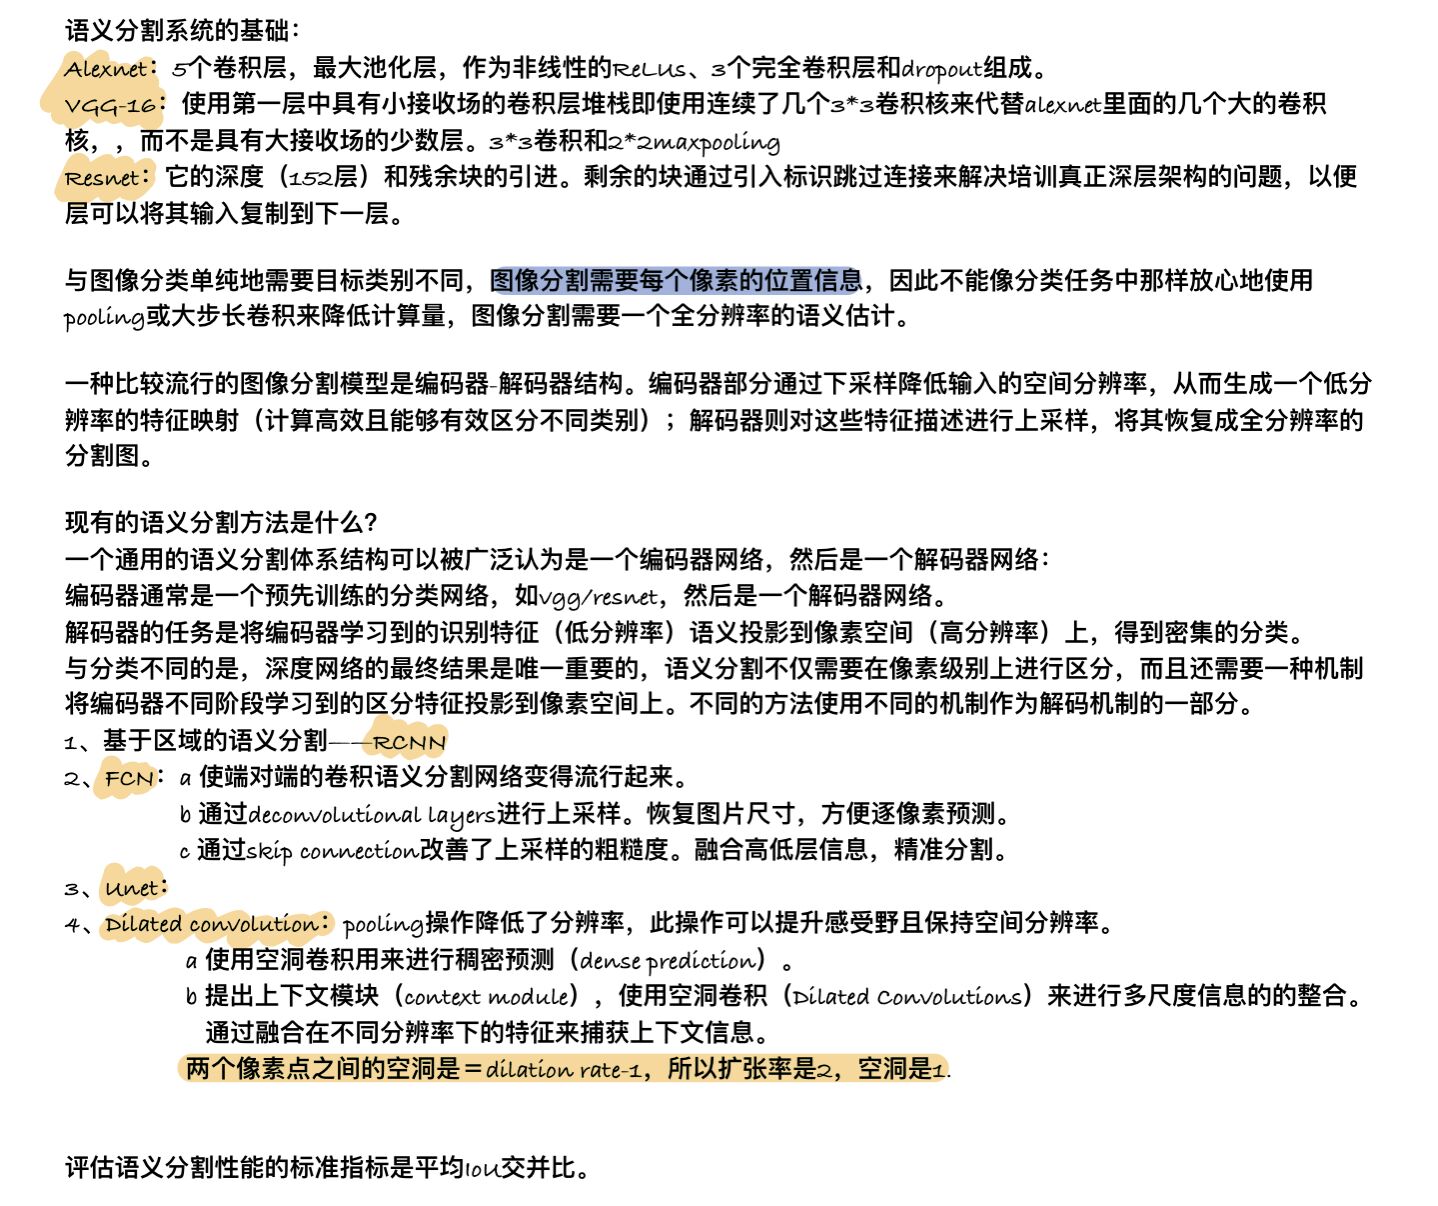 语义分割系统的基础：
Alexnet：5个卷积层，最大池化层，作为非线性的ReLUs、3个完全卷积层和dropout组成。
VGG-16：使用第一层中具有小接收场的卷积层堆栈即使用连续了几个3*3卷积核来代替alexnet里面的几个大的卷积
核，，而不是具有大接收场的少数层。3*3卷积和2*2maxpooling
Resnet：它的深度（152层）和残余块的引进。剩余的块通过引入标识跳过连接来解决培训真正深层架构的问题，以便
层可以将其输入复制到下一层。
与图像分类单纯地需要目标类别不同，图像分割需要每个像素的位置信息，因此不能像分类任务中那样放心地使用
pooling或大步长卷积来降低计算量，图像分割需要一个全分辨率的语义估计。
一种比较流行的图像分割模型是编码器-解码器结构。编码器部分通过下采样降低输入的空间分辨率，从而生成一个低分
辨率的特征映射（计算高效且能够有效区分不同类别）；解码器则对这些特征描述进行上采样，将其恢复成全分辨率的
分割图。
现有的语义分割方法是什么?
一个通用的语义分割体系结构可以被广泛认为是一个编码器网络，然后是一个解码器网络：
编码器通常是一个预先训练的分类网络，如vgg/resnet，然后是一个解码器网络。
解码器的任务是将编码器学习到的识别特征（低分辨率）语义投影到像素空间（高分辨率）上，得到密集的分类。
与分类不同的是，深度网络的最终结果是唯一重要的，语义分割不仅需要在像素级别上进行区分，而且还需要一种机制
将编码器不同阶段学习到的区分特征投影到像素空间上。不同的方法使用不同的机制作为解码机制的一部分。
1、基于区域的语义分割——RCNN
2、FCN：a 使端对端的卷积语义分割网络变得流行起来。
b 通过deconvolutional layers进行上采样。恢复图片尺寸，方便逐像素预测。
c 通过skip connection改善了上采样的粗糙度。融合高低层信息，精准分割。
3、Unet：
4、Dilated convolution：pooling操作降低了分辨率，此操作可以提升感受野且保持空间分辨率。
a 使用空洞卷积用来进行稠密预测（dense prediction）。
b 提出上下文模块（context module），使用空洞卷积（Dilated Convolutions）来进行多尺度信息的的整合。
通过融合在不同分辨率下的特征来捕获上下文信息。
两个像素点之间的空洞是＝dilation rate-1，所以扩张率是2，空洞是1.
评估语义分割性能的标准指标是平均IoU交并比。